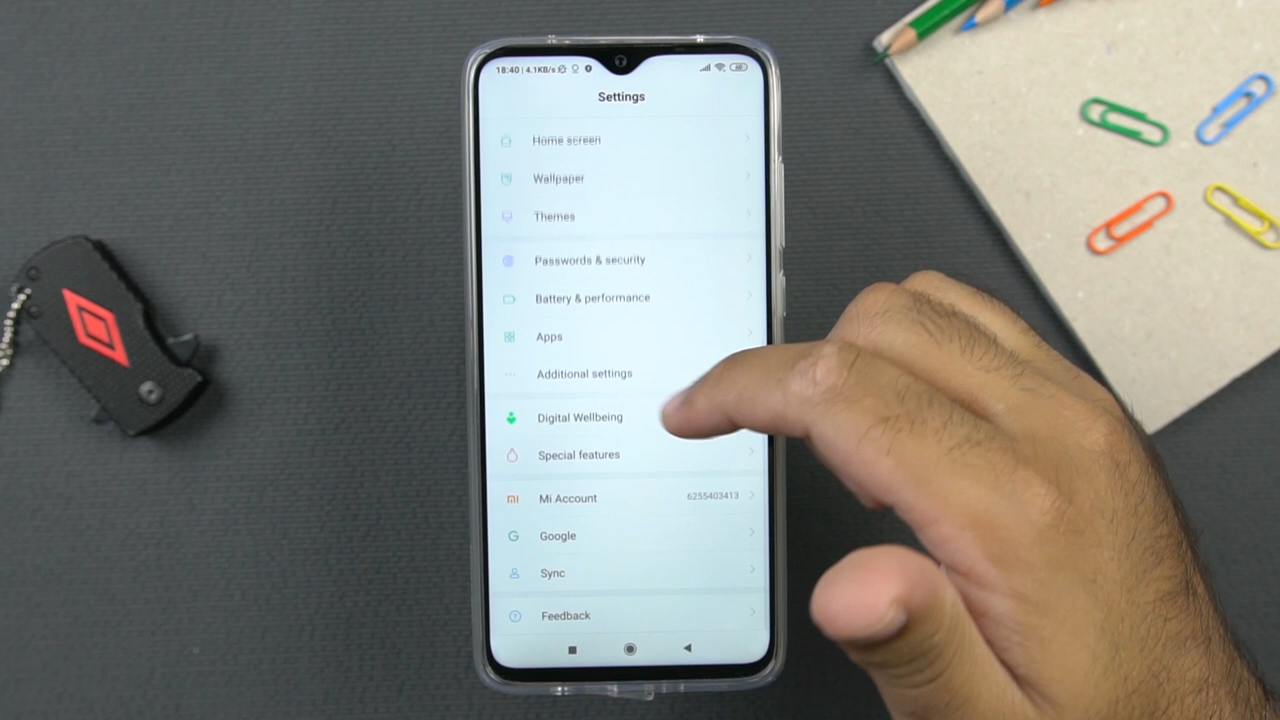 18:40 | 4.1KB/s
Settings
Home screen
Wallpaper
Themes
Passwords & security
Battery & performance
Apps
Additional settings
Digital Wellbeing
Special features
Mi Account 6255403413
Google
Sync
Feedback